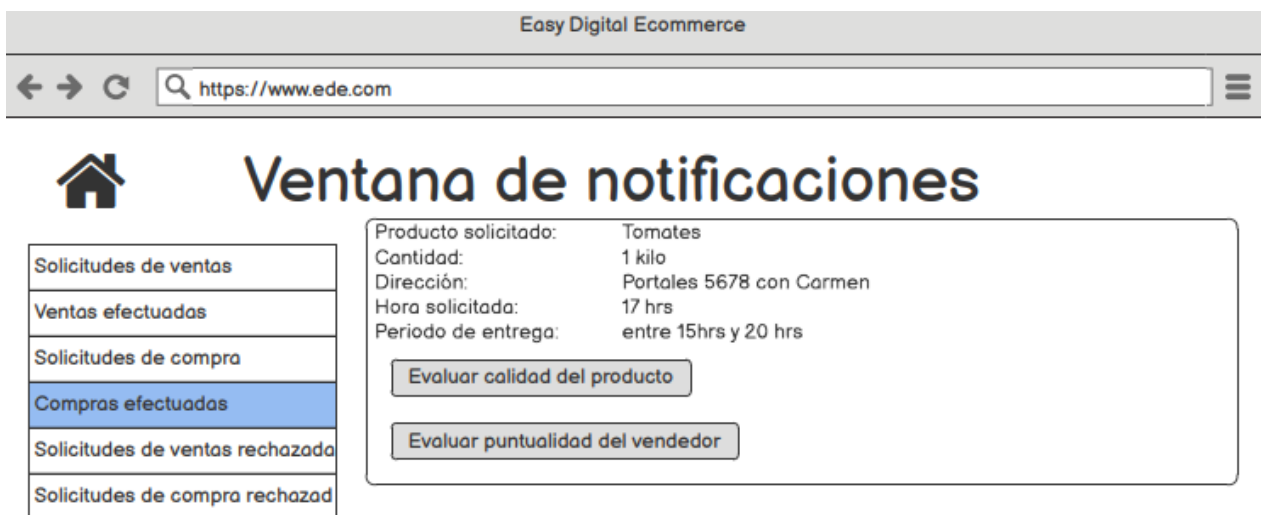 Easy Digital Ecommerce
https://www.ede.com
Ventana de notificaciones
Solicitudes de ventas
Ventas efectuadas
Solicitudes de compra
Compras efectuadas
Solicitudes de ventas rechazada
Solicitudes de compra rechazad
Producto solicitado: Tomates
Cantidad: 1 kilo
Dirección: Portales 5678 con Carmen
Hora solicitada: 17 hrs
Periodo de entrega: entre 15hrs y 20 hrs
Evaluar calidad del producto
Evaluar puntualidad del vendedor